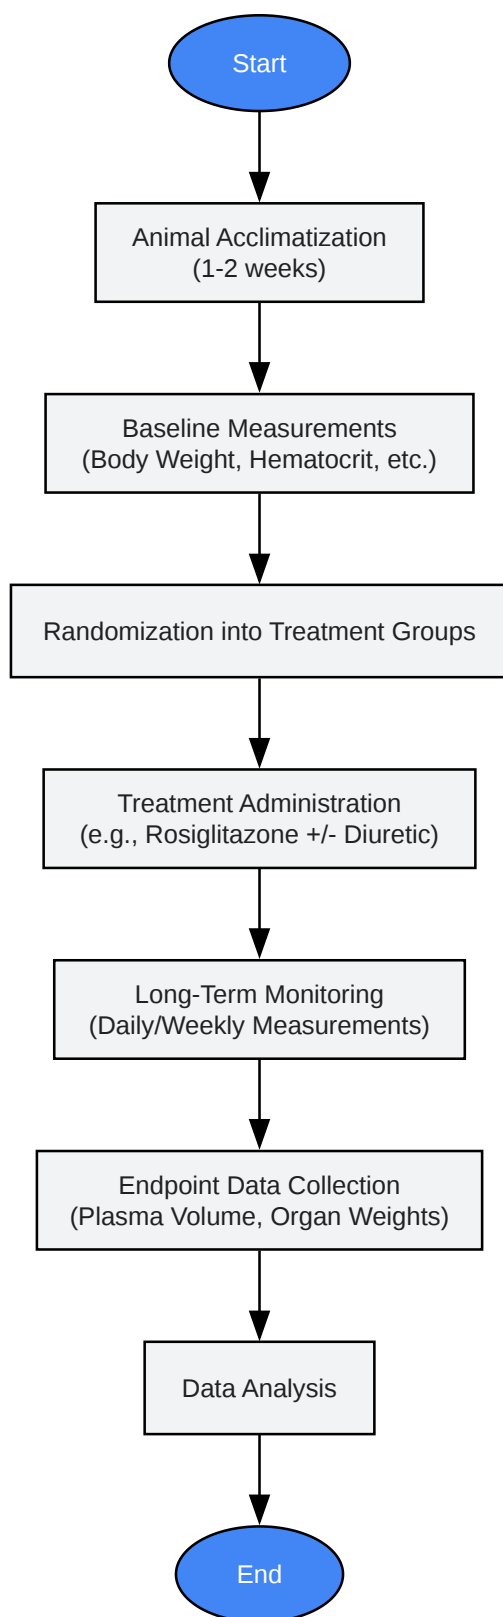 Start
Animal Acclimatization
(1-2 weeks)
Baseline Measurements
(Body Weight, Hematocrit, etc.)
Randomization into Treatment Groups
Treatment Administration
(e.g., Rosiglitazone +/- Diuretic)
Long-Term Monitoring
(Daily/Weekly Measurements)
Endpoint Data Collection
(Plasma Volume, Organ Weights)
Data Analysis
End